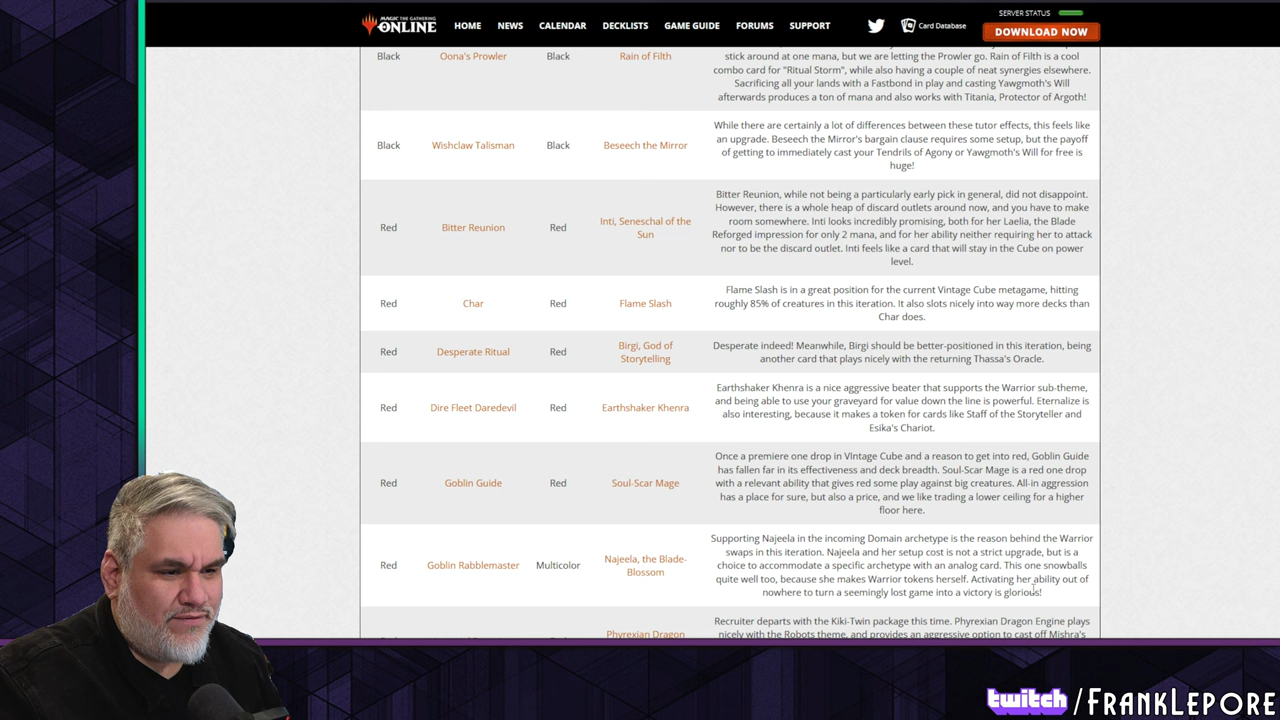 MAGIC THE GATHERING
ONLINE
HOME NEWS CALENDAR DECKLISTS GAME GUIDE FORUMS SUPPORT
Card Database
SERVER STATUS
DOWNLOAD NOW
Black Oona's Prowler Black Rain of Filth
stick around at one mana, but we are letting the Prowler go. Rain of Filth is a cool
combo card for "Ritual Storm", while also having a couple of neat synergies elsewhere.
Sacrificing all your lands with a Fastbond in play and casting Yawgmoth's Will
afterwards produces a ton of mana and also works with Titania, Protector of Argoth!
Black Wishclaw Talisman Black Beseech the Mirror
While there are certainly a lot of differences between these tutor effects, this feels like
an upgrade. Beseech the Mirror's bargain clause requires some setup, but the payoff
of getting to immediately cast your Tendrils of Agony or Yawgmoth's Will for free is
huge!
Red Bitter Reunion Red Inti, Seneschal of the
Sun
Bitter Reunion, while not being a particularly early pick in general, did not disappoint.
However, there is a whole heap of discard outlets around now, and you have to make
room somewhere. Inti looks incredibly promising, both for her Laelia, the Blade
Reforged impression for only 2 mana, and for her ability neither requiring her to attack
nor to be the discard outlet. Inti feels like a card that will stay in the Cube on power
level.
Red Char Red Flame Slash
Flame Slash is in a great position for the current Vintage Cube metagame, hitting
roughly 85% of creatures in this iteration. It also slots nicely into way more decks than
Char does.
Red Desperate Ritual Red Birgi, God of
Storytelling
Desperate indeed! Meanwhile, Birgi should be better-positioned in this iteration, being
another card that plays nicely with the returning Thassa's Oracle.
Red Dire Fleet Daredevil Red Earthshaker Khenra
Earthshaker Khenra is a nice aggressive beater that supports the Warrior sub-theme,
and being able to use your graveyard for value down the line is powerful. Eternalize is
also interesting, because it makes a token for cards like Staff of the Storyteller and
Esika's Chariot.
Red Goblin Guide Red Soul-Scar Mage
Once a premiere one drop in VIntage Cube and a reason to get into red, Goblin Guide
has fallen far in its effectiveness and deck breadth. Soul-Scar Mage is a red one drop
with a relevant ability that gives red some play against big creatures. All-in aggression
has a place for sure, but also a price, and we like trading a lower ceiling for a higher
floor here.
Red Goblin Rabblemaster Multicolor Najeela, the Blade-
Blossom
Supporting Najeela in the incoming Domain archetype is the reason behind the Warrior
swaps in this iteration. Najeela and her setup cost is not a strict upgrade, but is a
choice to accommodate a specific archetype with an analog card. This one snowballs
quite well too, because she makes Warrior tokens herself. Activating her ability out of
nowhere to turn a seemingly lost game into a victory is glorious!
Phyrexian Dragon
Recruiter departs with the Kiki-Twin package this time. Phyrexian Dragon Engine plays
nicely with the Robots theme, and provides an aggressive option to cast off Mishra's
twitch/FrankLepore